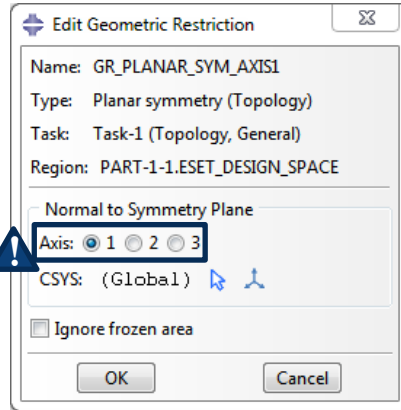 Edit Geometric Restriction
Name: GR_PLANAR_SYM_AXIS1
Type: Planar symmetry (Topology)
Task: Task-1 (Topology, General)
Region: PART-1-1.ESET_DESIGN_SPACE
Normal to Symmetry Plane
Axis: 1 2 3
CSYS: (Global)
Ignore frozen area
OK Cancel